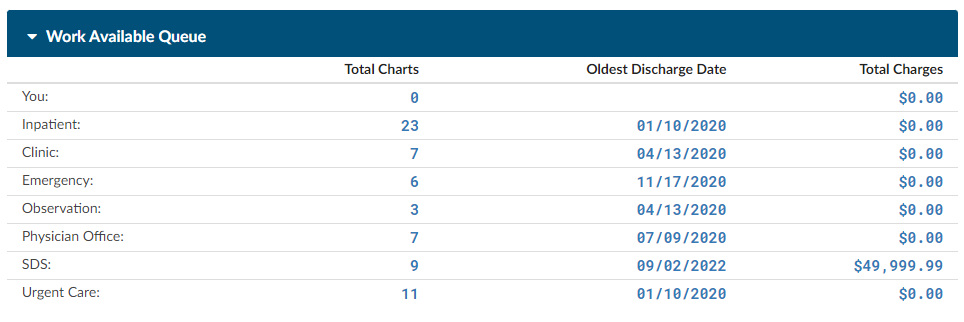 Work Available Queue
Total Charts Oldest Discharge Date Total Charges
You: 0 $0.00
Inpatient: 23 01/10/2020 $0.00
Clinic: 7 04/13/2020 $0.00
Emergency: 6 11/17/2020 $0.00
Observation: 3 04/13/2020 $0.00
Physician Office: 7 07/09/2020 $0.00
SDS: 9 09/02/2022 $49,999.99
Urgent Care: 11 01/10/2020 $0.00